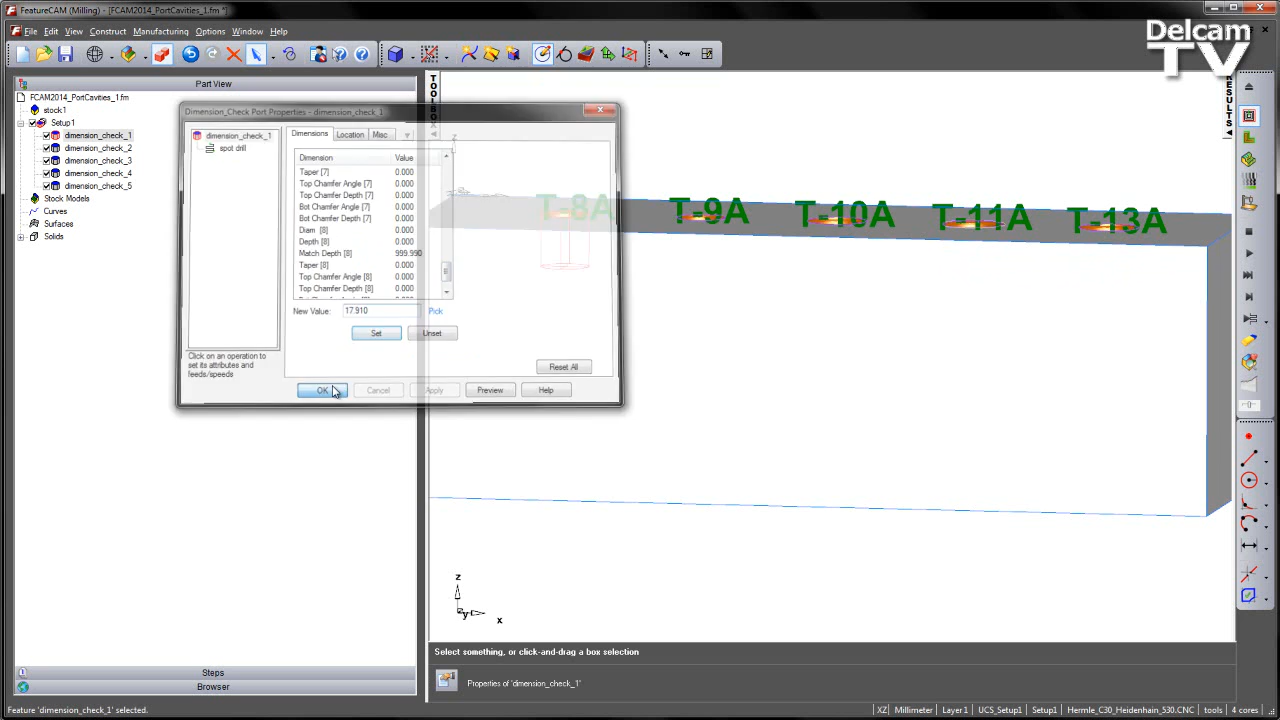 FeatureCAM (Milling) - [FCAM2014_PortCavities_1.fm *]
File Edit View Construct Manufacturing Options Window Help
Delcam
TV
Part View
TOOLBOX
RESULTS
FCAM2014_PortCavities_1.fm
stock1
Setup1
dimension_check_1
dimension_check_2
dimension_check_3
dimension_check_4
dimension_check_5
Stock Models
Curves
Surfaces
Solids
Dimension_Check Port Properties - dimension_check_1
dimension_check_1
spot drill
Dimensions Location Misc
Dimension Value
Taper [7] 0.000
Top Chamfer Angle [7] 0.000
Top Chamfer Depth [7] 0.000
Bot Chamfer Angle [7] 0.000
Bot Chamfer Depth [7] 0.000
Diam [8] 0.000
Depth [8] 0.000
Match Depth [8] 999.990
Taper [8] 0.000
Top Chamfer Angle [8] 0.000
Top Chamfer Depth [8] 0.000
New Value: 17.910 Pick
Set Unset
Click on an operation to
set its attributes and
feeds/speeds
Reset All
OK Cancel Apply Preview Help
T-8A T-9A T-10A T-11A T-13A
z
y
x
Select something, or click-and-drag a box selection
Properties of 'dimension_check_1'
Steps
Browser
Feature 'dimension_check_1' selected.
XZ Millimeter Layer1 UCS_Setup1 Setup1 Hermle_C30_Heidenhain_530.CNC tools 4 cores